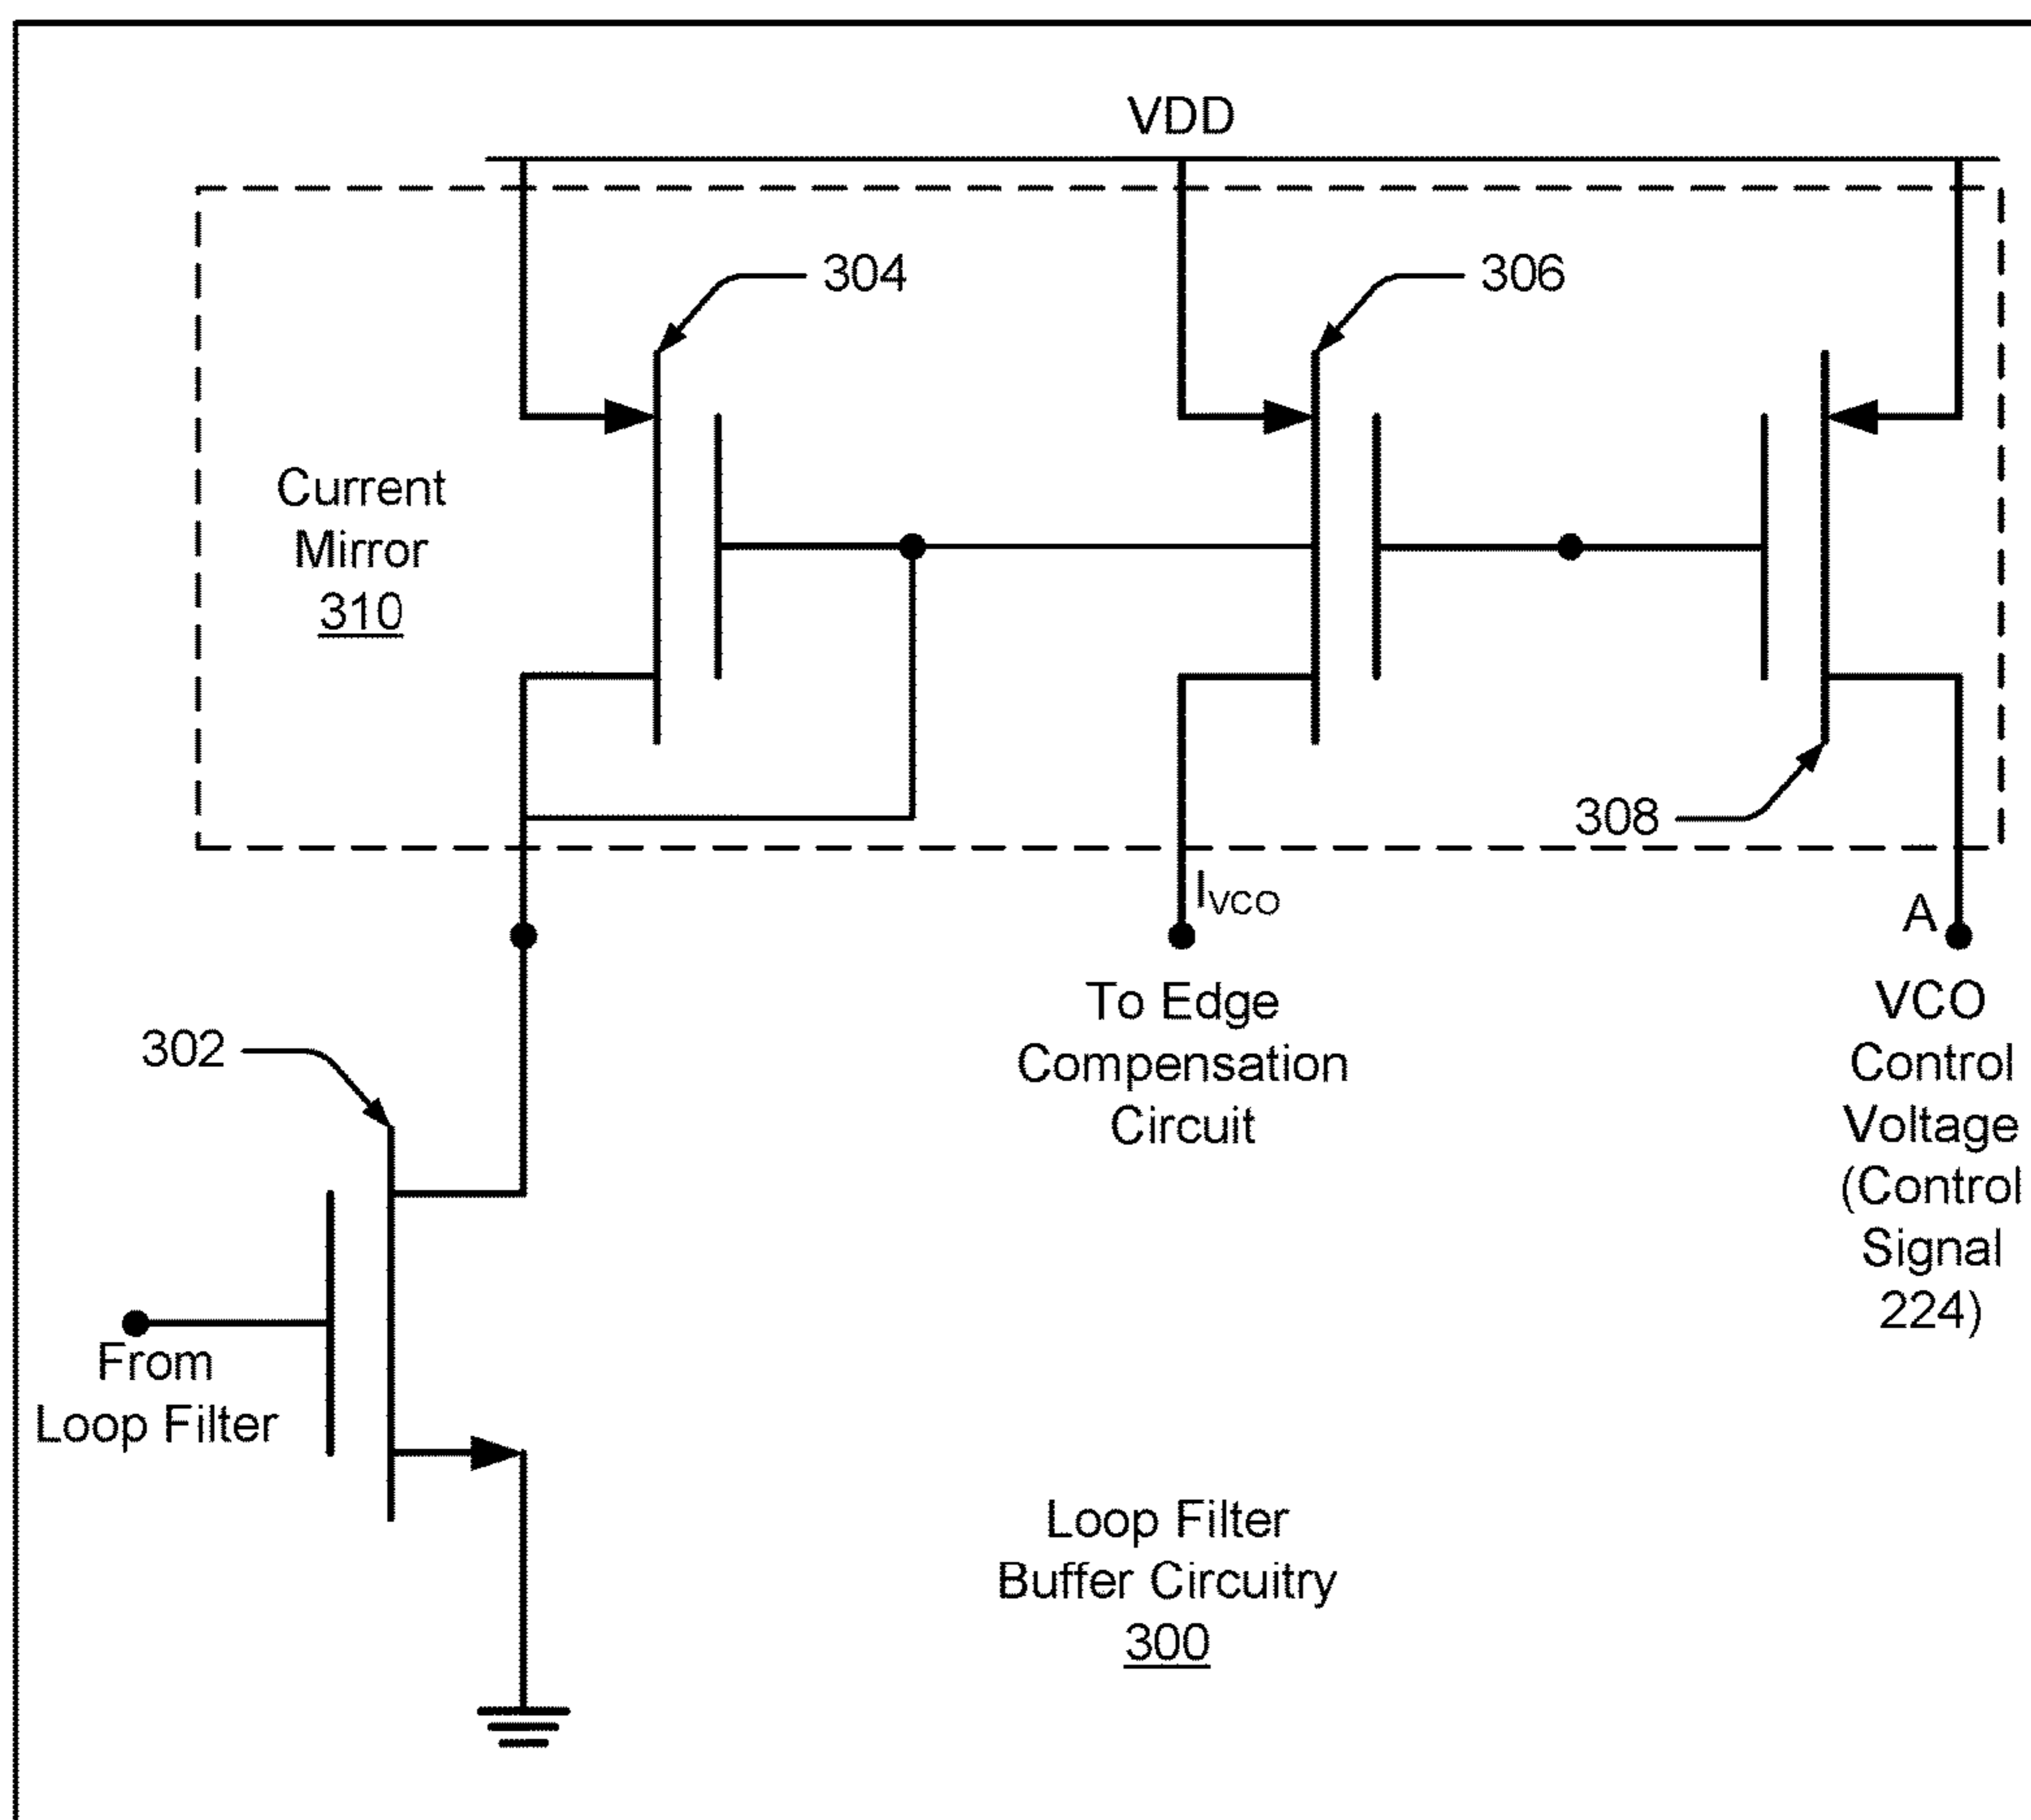 VDD
304
306
Current
Mirror
310
308
I_VCO
A
To Edge
Compensation
Circuit
VCO
Control
Voltage
(Control
Signal
224)
302
From
Loop Filter
Loop Filter
Buffer Circuitry
300